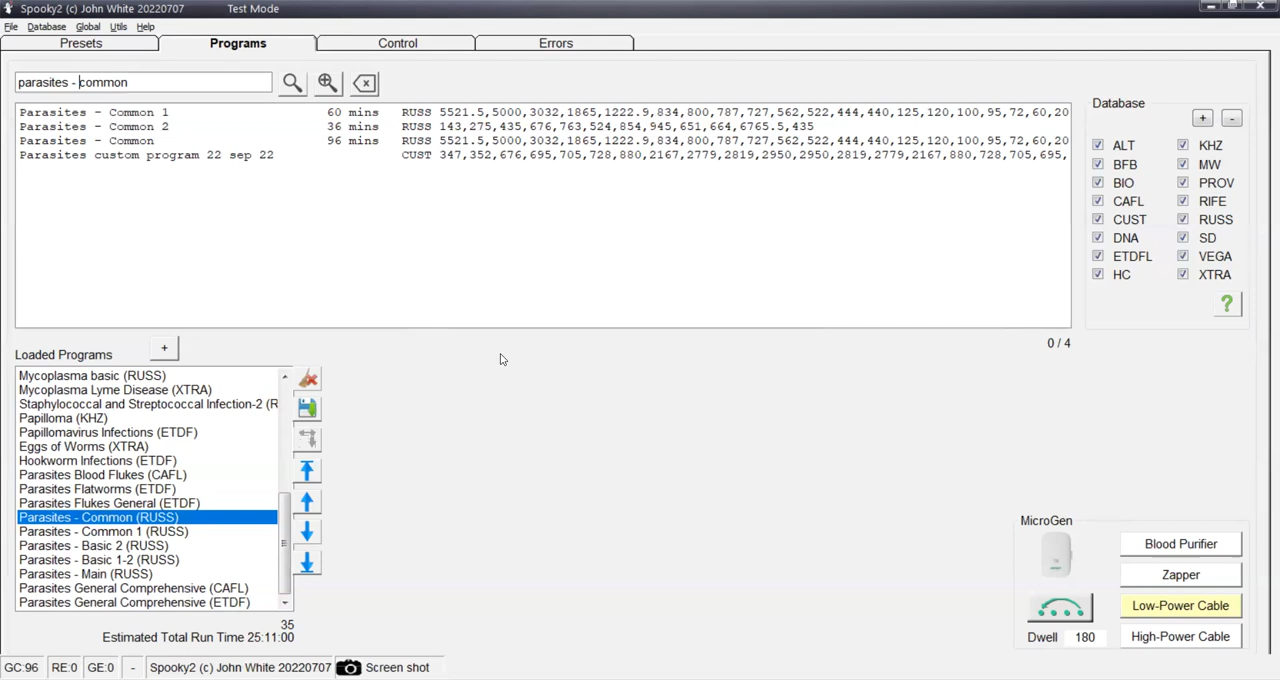 Spooky2 (c) John White 20220707 Test Mode
File Database Global Utils Help
Presets Programs Control Errors
parasites - common
Parasites - Common 1 60 mins RUSS 5521.5,5000,3032,1865,1222.9,834,800,787,727,562,522,444,440,125,120,100,95,72,60,20
Parasites - Common 2 36 mins RUSS 143,275,435,676,763,524,854,945,651,664,6765.5,435
Parasites - Common 96 mins RUSS 5521.5,5000,3032,1865,1222.9,834,800,787,727,562,522,444,440,125,120,100,95,72,60,20
Parasites custom program 22 sep 22 CUST 347,352,676,695,705,728,880,2167,2779,2819,2950,2950,2819,2779,2167,880,728,705,695,
Database
+ -
ALT KHZ
BFB MW
BIO PROV
CAFL RIFE
CUST RUSS
DNA SD
ETDFL VEGA
HC XTRA
?
0 / 4
Loaded Programs +
Mycoplasma basic (RUSS)
Mycoplasma Lyme Disease (XTRA)
Staphylococcal and Streptococcal Infection-2 (R
Papilloma (KHZ)
Papillomavirus Infections (ETDF)
Eggs of Worms (XTRA)
Hookworm Infections (ETDF)
Parasites Blood Flukes (CAFL)
Parasites Flatworms (ETDF)
Parasites Flukes General (ETDF)
Parasites - Common (RUSS)
Parasites - Common 1 (RUSS)
Parasites - Basic 2 (RUSS)
Parasites - Basic 1-2 (RUSS)
Parasites - Main (RUSS)
Parasites General Comprehensive (CAFL)
Parasites General Comprehensive (ETDF)
35
Estimated Total Run Time 25:11:00
MicroGen
Blood Purifier
Zapper
Low-Power Cable
Dwell 180 High-Power Cable
GC:96 RE:0 GE:0 - Spooky2 (c) John White 20220707 Screen shot